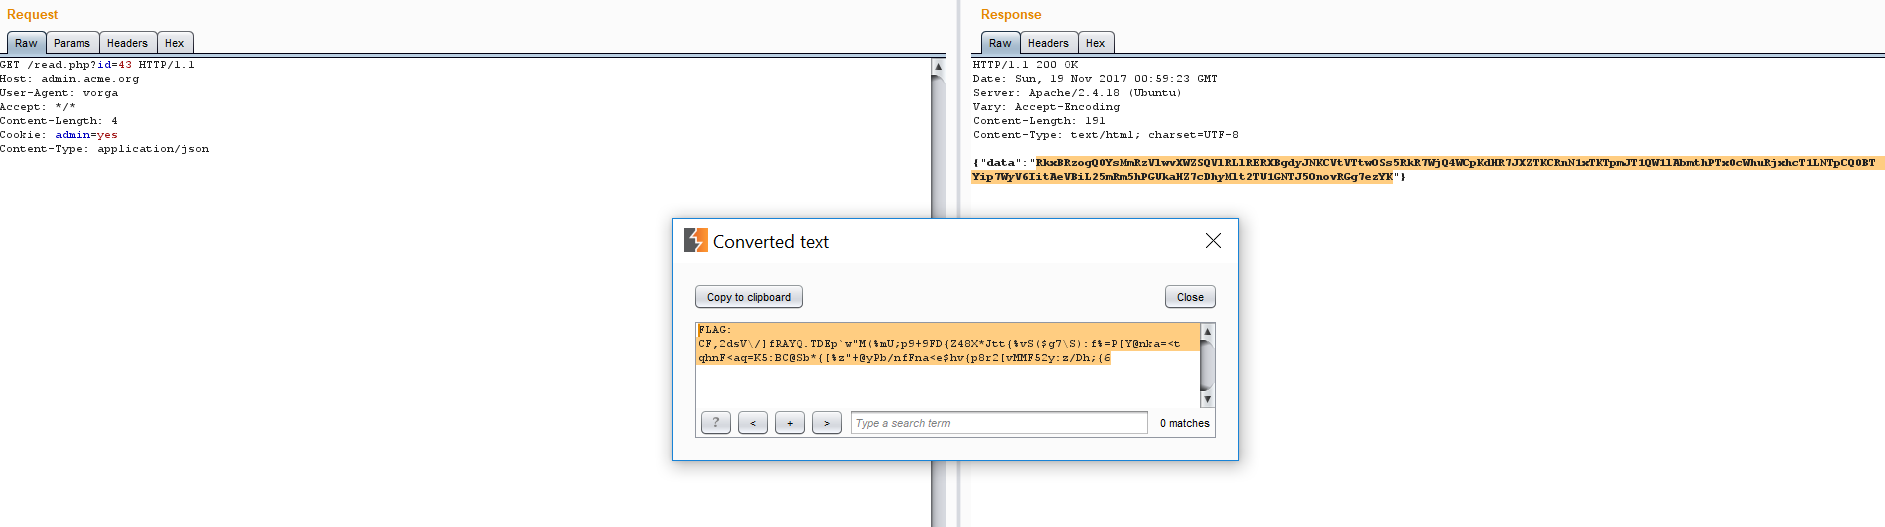 Request
Raw Params Headers Hex
GET /read.php?id=43 HTTP/1.1
Host: admin.acme.org
User-Agent: vorga
Accept: */*
Content-Length: 4
Cookie: admin=yes
Content-Type: application/json
Response
Raw Headers Hex
HTTP/1.1 200 OK
Date: Sun, 19 Nov 2017 00:59:23 GMT
Server: Apache/2.4.18 (Ubuntu)
Vary: Accept-Encoding
Content-Length: 191
Content-Type: text/html; charset=UTF-8
{"data":"RkxBRzogQ0YsMmRzVlwvXWZSQVlRLlRERXBgdyJNKCVtVTtwOSs5RkR7WjQ4WCpKdHR7JXZTKCRnN1xTKTpmJT1QW1lAbmthPTx0cWhuRjxhcT1LNTpCQ0BT
Yip7WyV6IitAeVBiL25mRm5hPGUkaHZ7cDhyMlt2TU1GNTJ5OnovRGg7ezYK"}
Converted text
Copy to clipboard Close
FLAG:
CF,2dsV\/]fRAYQ.TDEp`w"M(%mU;p9+9FD{Z48X*Jtt{%vS($g7\S):f%=P[Y@nka=<t
qhnF<aq=K5:BC@Sb*{[%z"+@yPb/nfFna<e$hv{p8r2[vMMF52y:z/Dh;{6
? < + > Type a search term 0 matches